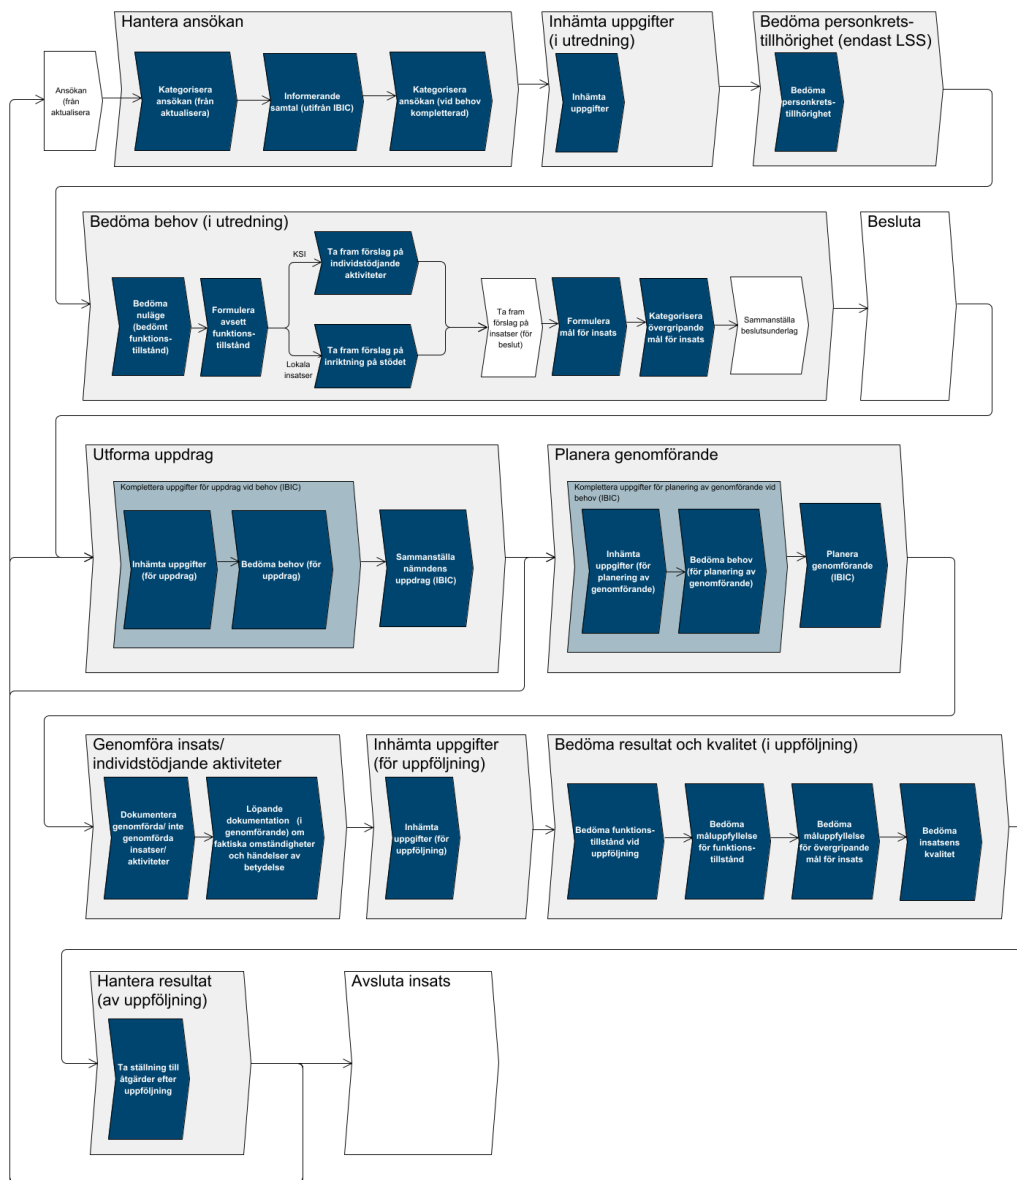 Hantera ansökan
Ansökan
(från
aktualisera
Kategorisera
ansökan (från
aktualisera)
Informerande
samtal (utifrån IBIC)
Kategorisera
ansökan (vid behov
kompletterad)
Inhämta uppgifter
(i utredning)
Inhämta
uppgifter
Bedöma personkrets-
tillhörighet (endast LSS)
Bedöma
personkrets-
tillhörighet
Bedöma behov (i utredning)
Bedöma
nuläge
(bedömt
funktions-
tillstånd)
Formulera
avsett
funktions-
tillstånd
KSI
Ta fram förslag på
individstödjande
aktiviteter
Lokala
insatser
Ta fram förslag på
inriktning på stödet
Ta fram
förslag på
insatser (för
beslut)
Formulera
mål för insats
Kategorisera
övergripande
mål för insats
Sammanställa
beslutsunderlag
Besluta
Utforma uppdrag
Komplettera uppgifter för uppdrag vid behov (IBIC)
Inhämta uppgifter
(för uppdrag)
Bedöma behov (för
uppdrag)
Sammanställa
nämndens
uppdrag (IBIC)
Planera genomförande
Komplettera uppgifter för planering av genomförande vid
behov (IBIC)
Inhämta
uppgifter (för
planering av
genomförande)
Bedöma behov
(för planering av
genomförande)
Planera
genomförande
(IBIC)
Genomföra insats/
individstödjande aktiviteter
Dokumentera
genomförda/ inte
genomförda
insatser/
aktiviteter
Löpande
dokumentation (i
genomförande) om
faktiska omständigheter
och händelser av
betydelse
Inhämta uppgifter
(för uppföljning)
Inhämta
uppgifter (för
uppföljning)
Bedöma resultat och kvalitet (i uppföljning)
Bedöma funktions-
tillstånd vid
uppföljning
Bedöma
måluppfyllelse
för funktions-
tillstånd
Bedöma
måluppfyllelse
för övergripande
mål för insats
Bedöma
insatsens
kvalitet
Hantera resultat
(av uppföljning)
Ta ställning till
åtgärder efter
uppföljning
Avsluta insats